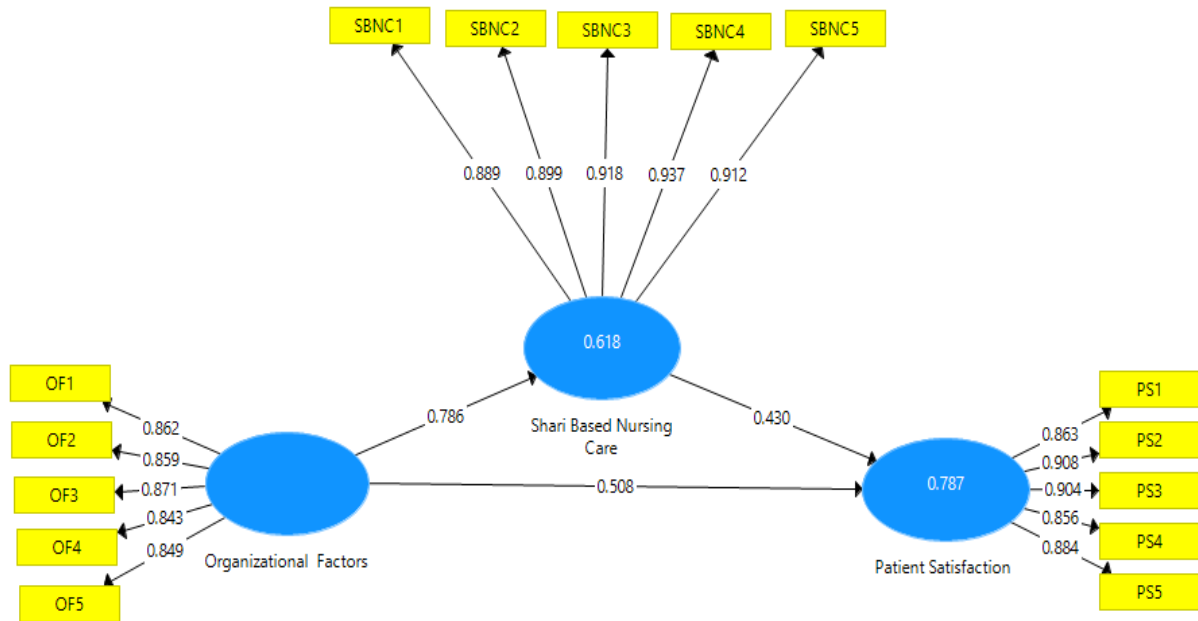 SBNC1
SBNC2
SBNC3
SBNC4
SBNC5
0.889
0.899
0.918
0.937
0.912
0.618
Shari Based Nursing
Care
OF1
OF2
OF3
OF4
OF5
0.862
0.859
0.871
0.843
0.849
Organizational Factors
0.786
0.430
0.508
0.787
Patient Satisfaction
0.863
0.908
0.904
0.856
0.884
PS1
PS2
PS3
PS4
PS5